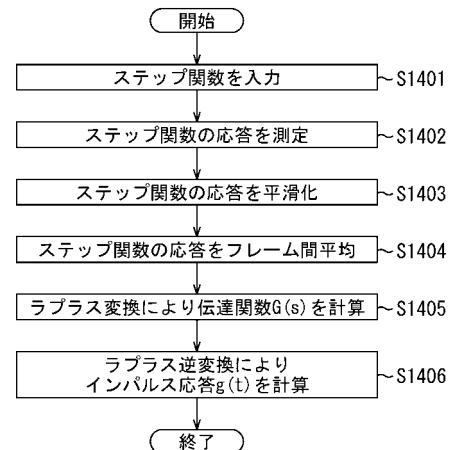 開始
ステップ関数を入力
S1401
ステップ関数の応答を測定
S1402
ステップ関数の応答を平滑化
S1403
ステップ関数の応答をフレーム間平均
S1404
ラプラス変換により伝達関数G(s)を計算
S1405
ラプラス逆変換により
インパルス応答g(t)を計算
S1406
終了